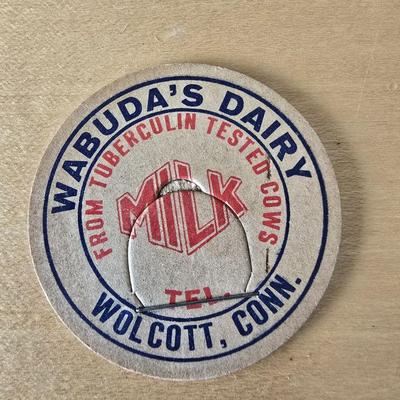 WABUDA'S DAIRY
FROM TUBERCULIN TESTED COWS
MILK
TEL.
WOLCOTT, CONN.